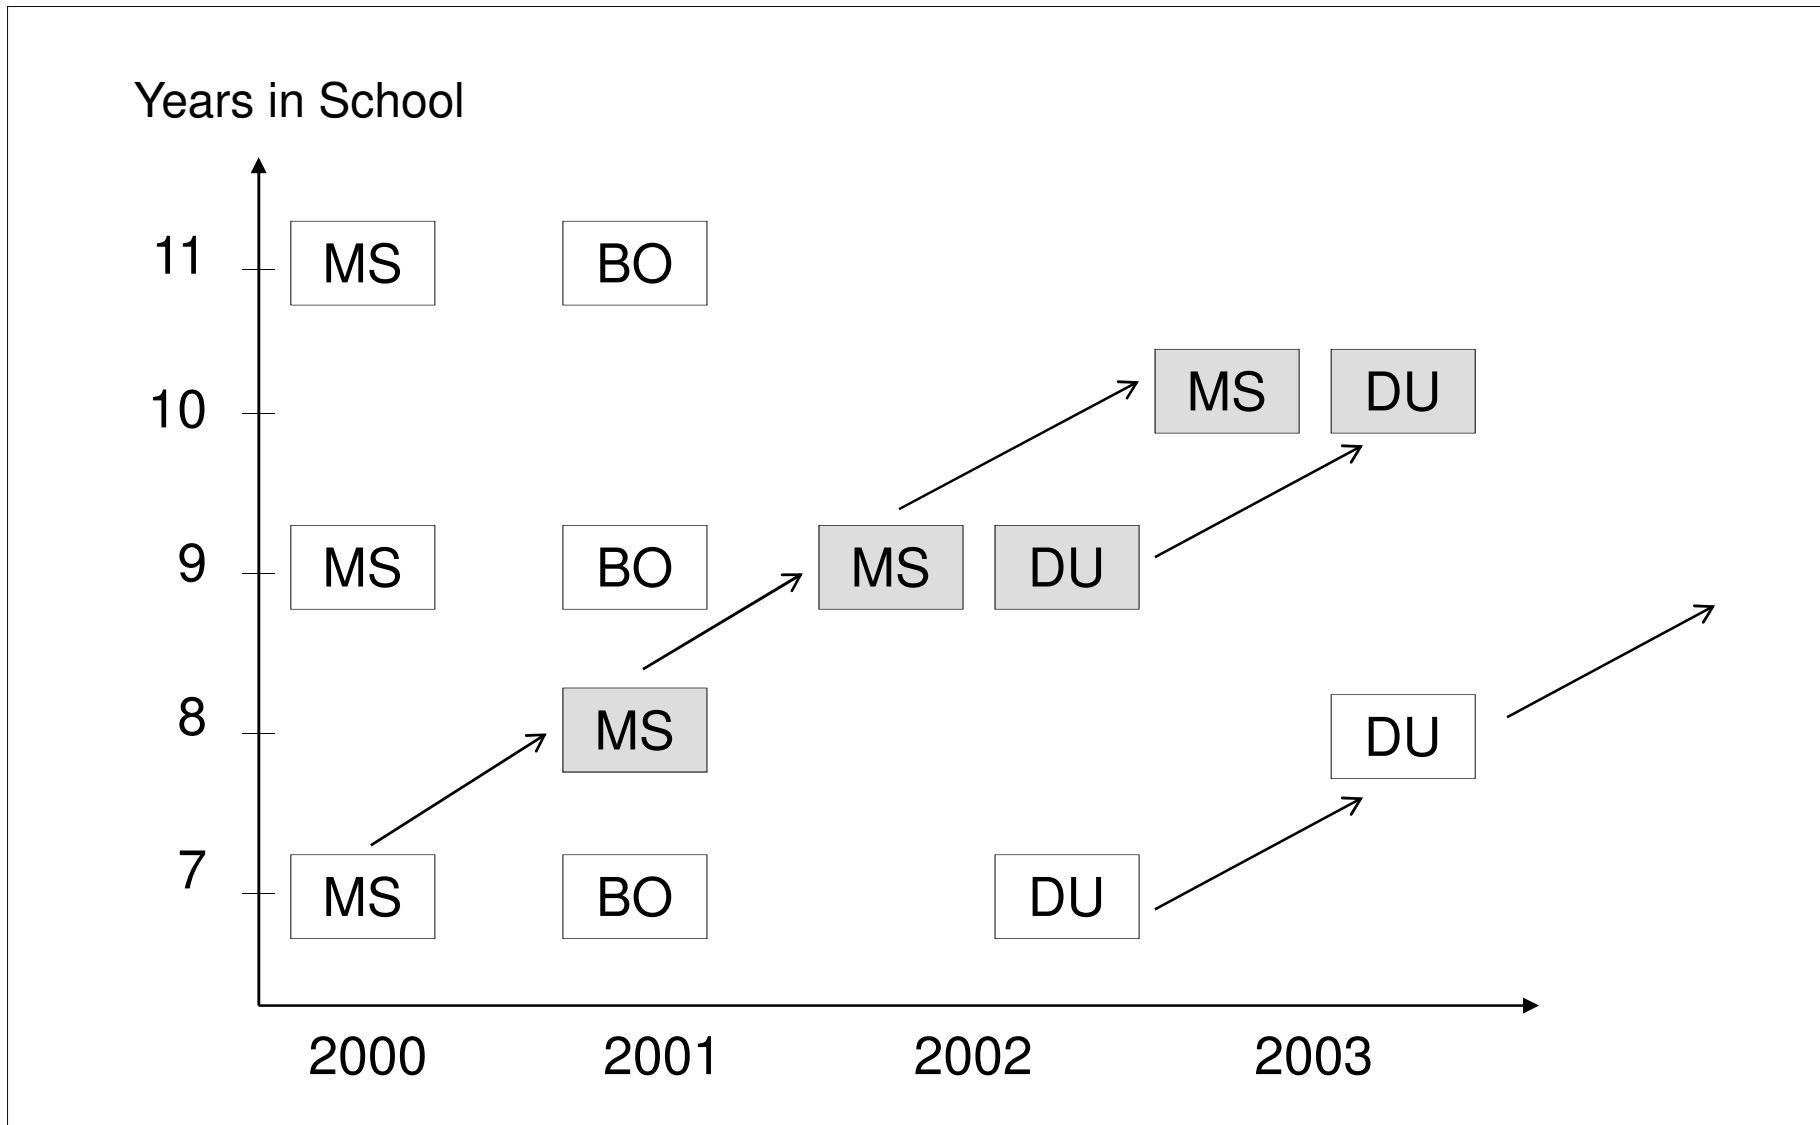 Years in School
11 MS BO
10 MS DU
9 MS BO MS DU
8 MS DU
7 MS BO DU
2000 2001 2002 2003